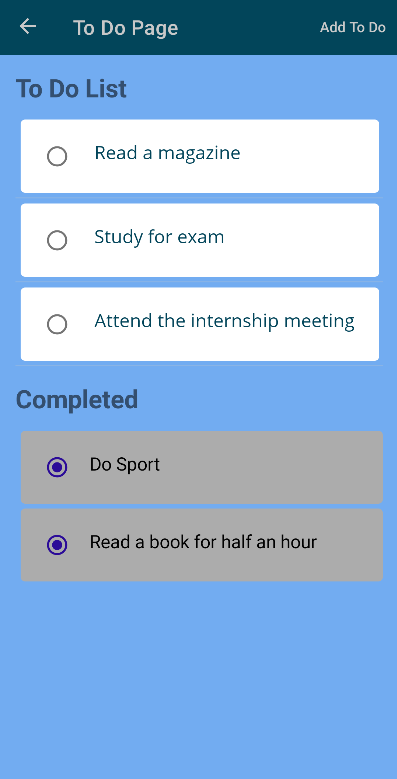 To Do Page
Add To Do
To Do List
Read a magazine
Study for exam
Attend the internship meeting
Completed
Do Sport
Read a book for half an hour